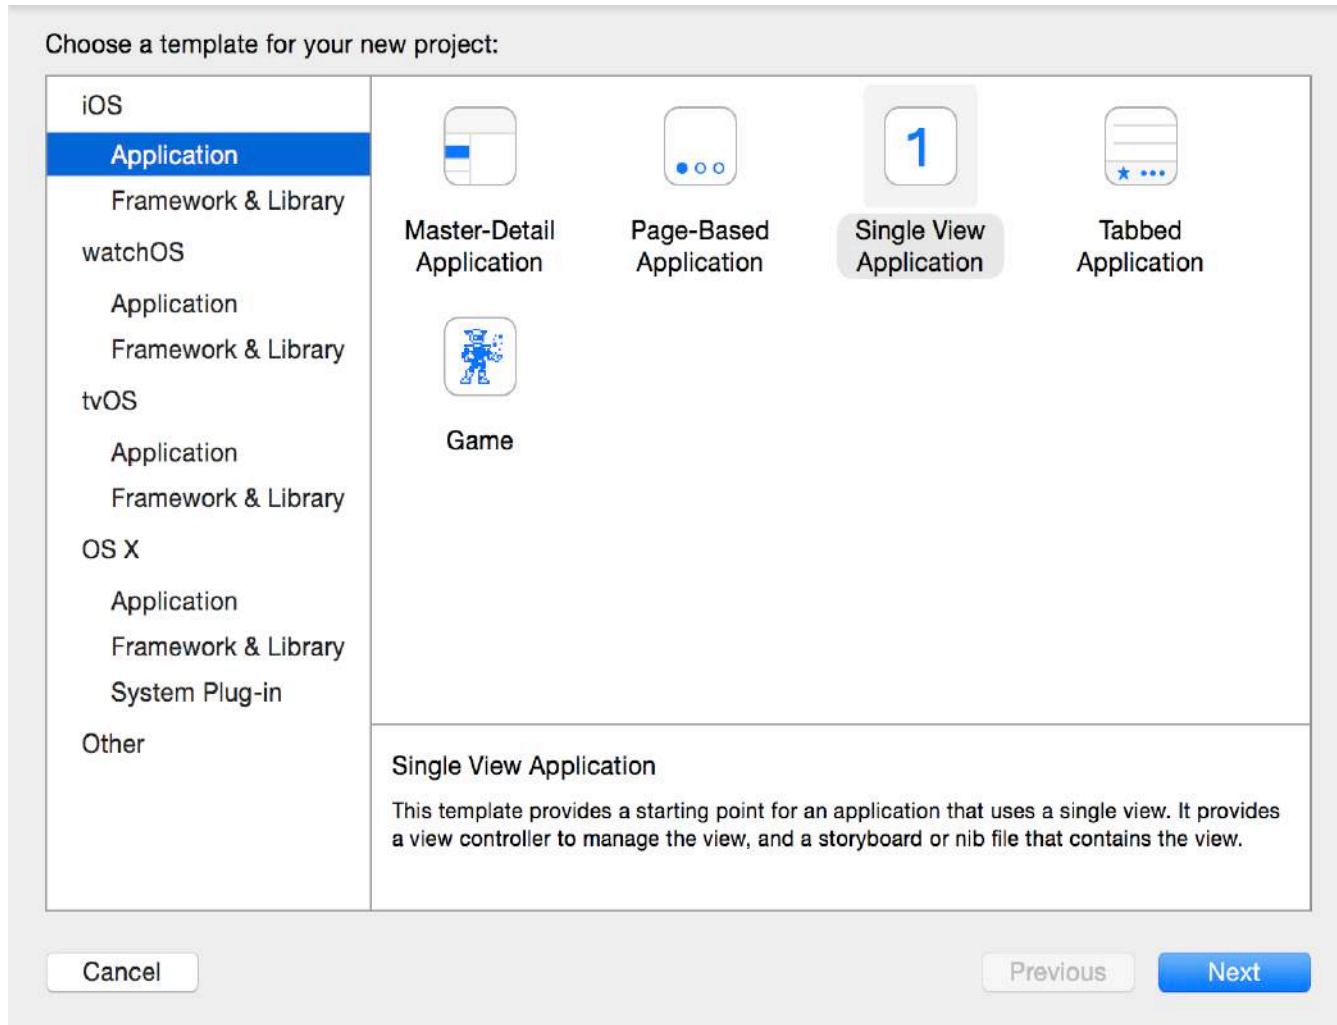 Choose a template for your new project:
iOS
Application
Framework & Library
watchOS
Application
Framework & Library
tvOS
Application
Framework & Library
OS X
Application
Framework & Library
System Plug-in
Other
Master-Detail
Application
Page-Based
Application
1
Single View
Application
Tabbed
Application
Game
Single View Application
This template provides a starting point for an application that uses a single view. It provides
a view controller to manage the view, and a storyboard or nib file that contains the view.
Cancel
Previous
Next